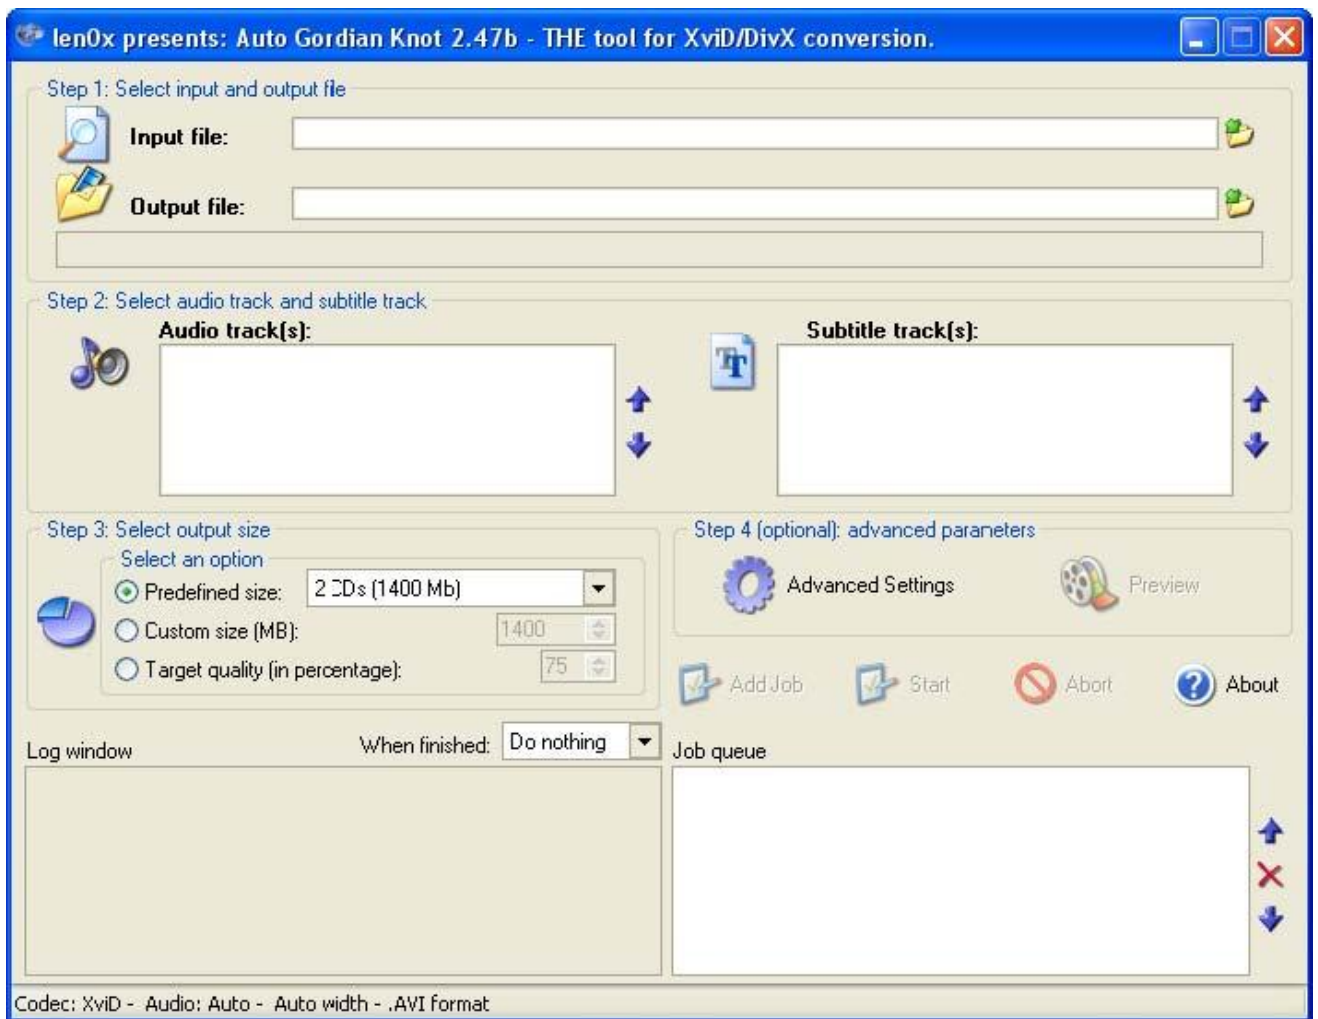 len0x presents: Auto Gordian Knot 2.47b - THE tool for XviD/DivX conversion.
Step 1: Select input and output file
Input file:
Output file:
Step 2: Select audio track and subtitle track
Audio track(s):
Subtitle track(s):
Step 3: Select output size
Select an option
Predefined size: 2 CDs (1400 Mb)
Custom size (MB): 1400
Target quality (in percentage): 75
Step 4 (optional): advanced parameters
Advanced Settings
Preview
Add Job
Start
Abort
About
Log window
When finished: Do nothing
Job queue
Codec: XviD - Audio: Auto - Auto width - .AVI format